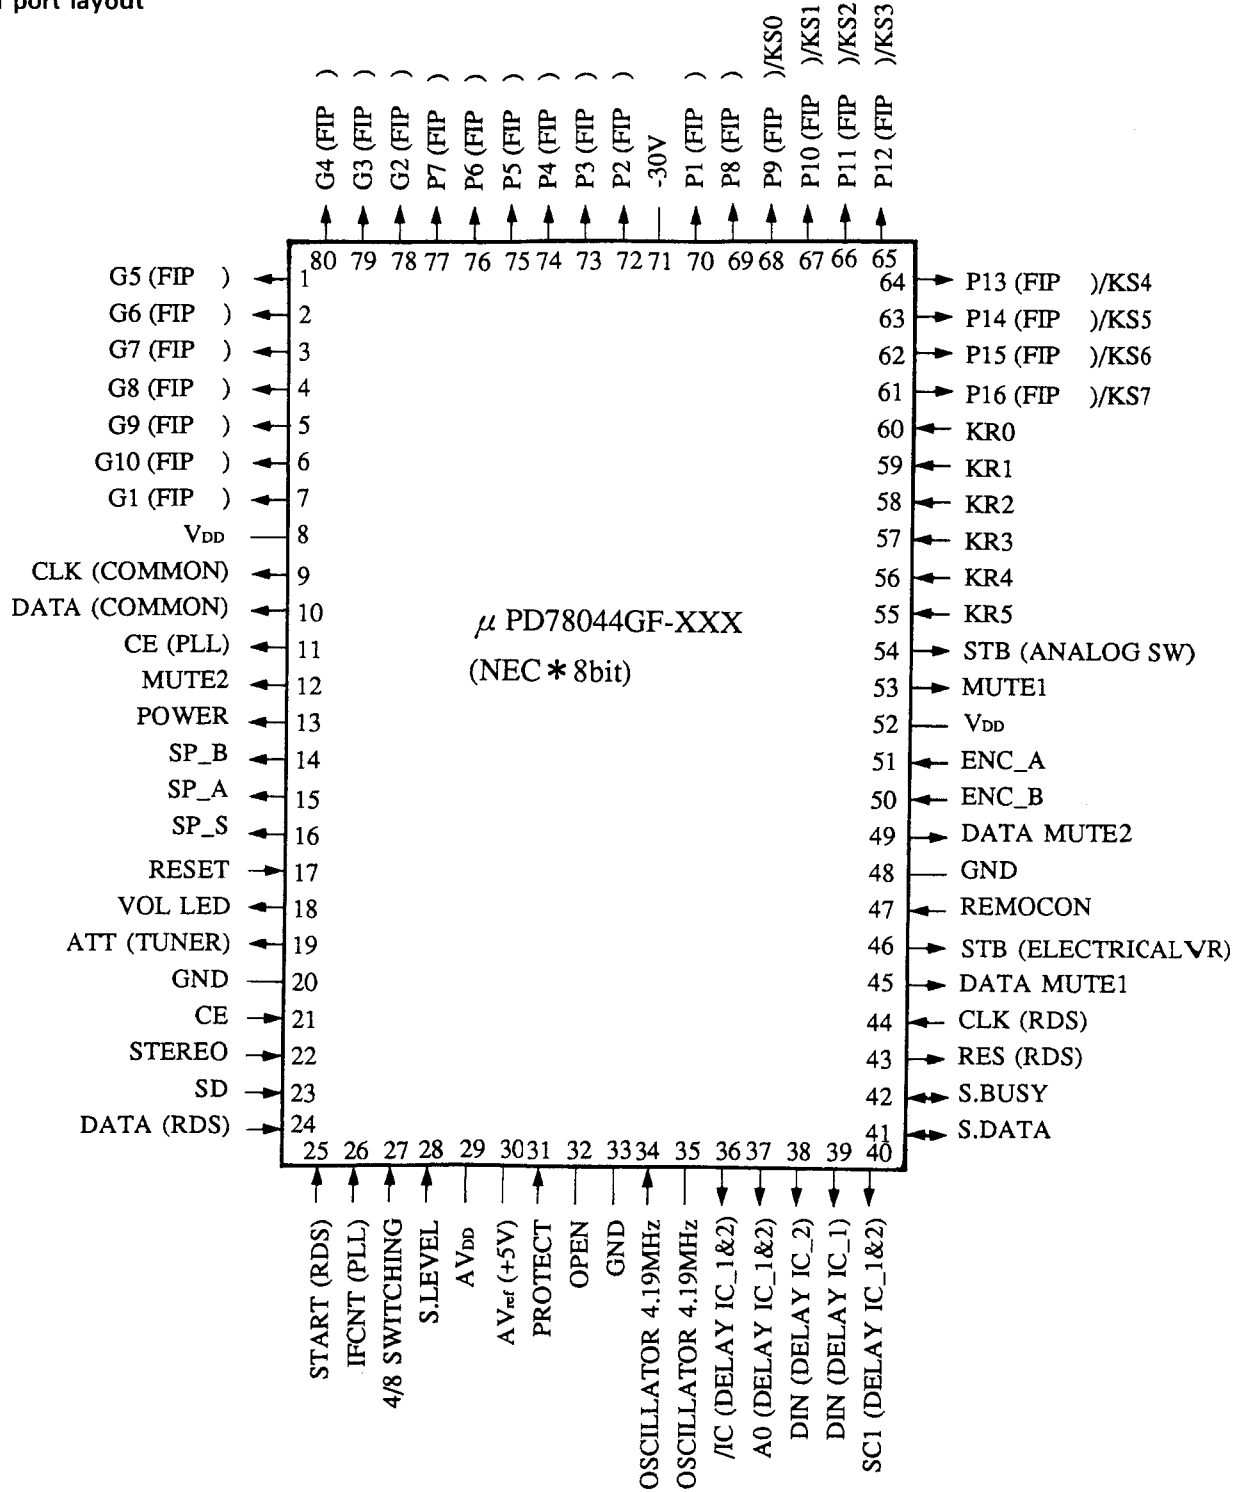 port layout
G4 (FIP )
G3 (FIP )
G2 (FIP )
P7 (FIP )
P6 (FIP )
P5 (FIP )
P4 (FIP )
P3 (FIP )
P2 (FIP )
-30V
P1 (FIP )
P8 (FIP )
P9 (FIP )/KS0
P10 (FIP )/KS1
P11 (FIP )/KS2
P12 (FIP )/KS3
80 79 78 77 76 75 74 73 72 71 70 69 68 67 66 65
G5 (FIP ) 1
G6 (FIP ) 2
G7 (FIP ) 3
G8 (FIP ) 4
G9 (FIP ) 5
G10 (FIP ) 6
G1 (FIP ) 7
VDD 8
CLK (COMMON) 9
DATA (COMMON) 10
CE (PLL) 11
MUTE2 12
POWER 13
SP_B 14
SP_A 15
SP_S 16
RESET 17
VOL LED 18
ATT (TUNER) 19
GND 20
CE 21
STEREO 22
SD 23
DATA (RDS) 24
μ PD78044GF-XXX
(NEC * 8bit)
64 P13 (FIP )/KS4
63 P14 (FIP )/KS5
62 P15 (FIP )/KS6
61 P16 (FIP )/KS7
60 KR0
59 KR1
58 KR2
57 KR3
56 KR4
55 KR5
54 STB (ANALOG SW)
53 MUTE1
52 VDD
51 ENC_A
50 ENC_B
49 DATA MUTE2
48 GND
47 REMOCON
46 STB (ELECTRICAL VR)
45 DATA MUTE1
44 CLK (RDS)
43 RES (RDS)
42 S.BUSY
41 S.DATA
25 26 27 28 29 30 31 32 33 34 35 36 37 38 39 40
START (RDS)
IFCNT (PLL)
4/8 SWITCHING
S.LEVEL
AVDD
AVref (+5V)
PROTECT
OPEN
GND
OSCILLATOR 4.19MHz
OSCILLATOR 4.19MHz
/IC (DELAY IC_1&2)
A0 (DELAY IC_1&2)
DIN (DELAY IC_2)
DIN (DELAY IC_1)
SC1 (DELAY IC_1&2)